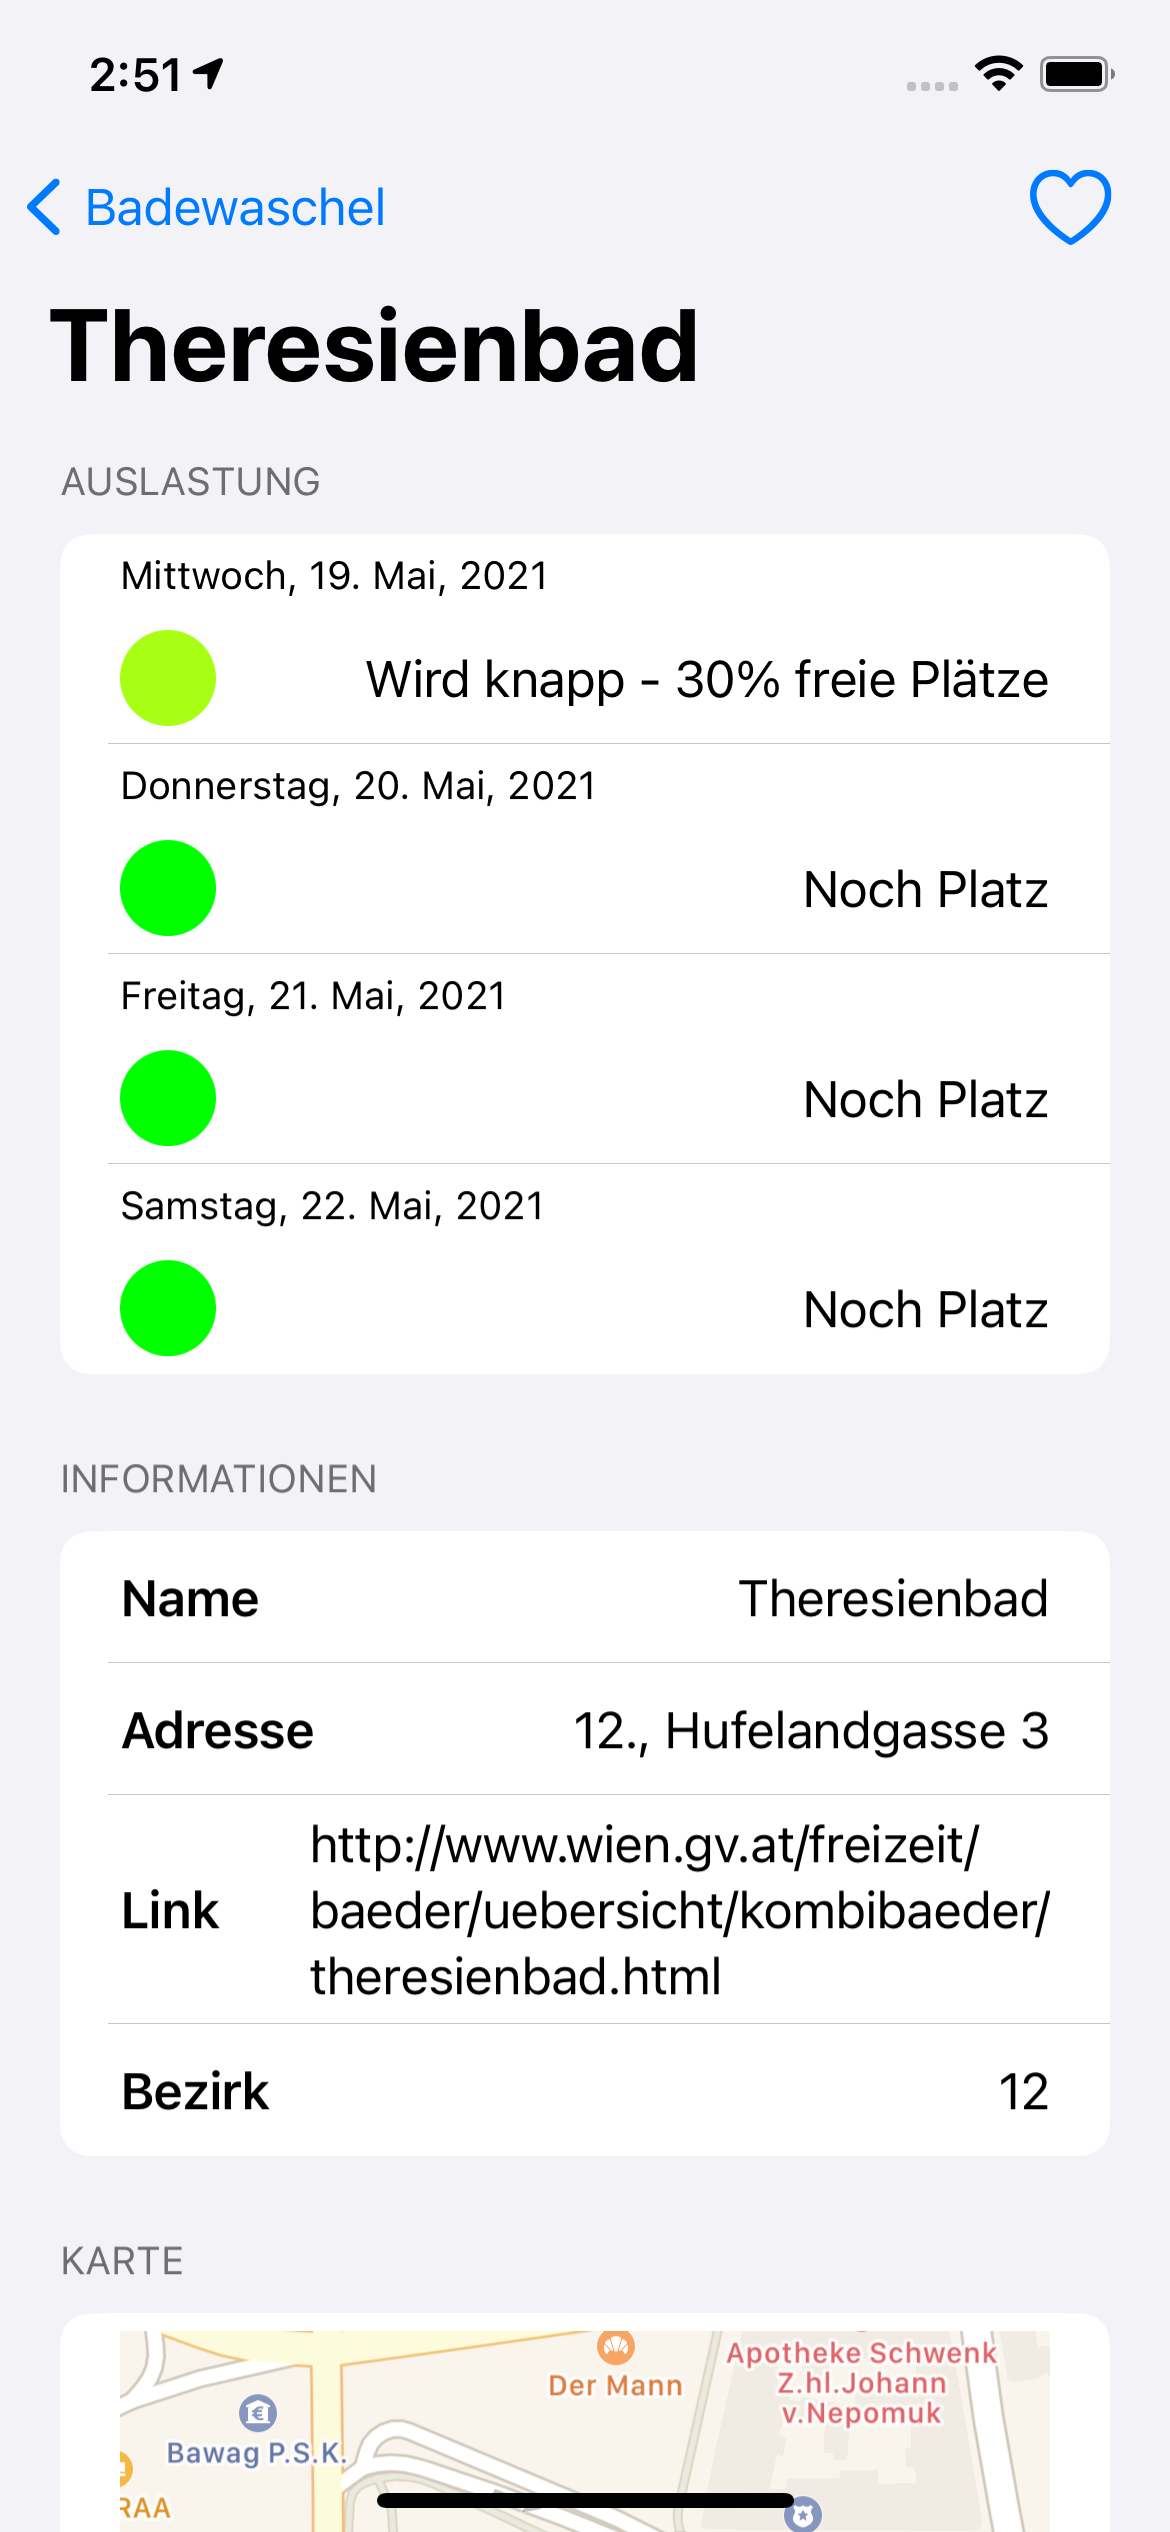 2:51
Badewaschel
Theresienbad
AUSLASTUNG
Mittwoch, 19. Mai, 2021
Wird knapp - 30% freie Plätze
Donnerstag, 20. Mai, 2021
Noch Platz
Freitag, 21. Mai, 2021
Noch Platz
Samstag, 22. Mai, 2021
Noch Platz
INFORMATIONEN
Name Theresienbad
Adresse 12., Hufelandgasse 3
Link http://www.wien.gv.at/freizeit/
baeder/uebersicht/kombibaeder/
theresienbad.html
Bezirk 12
KARTE
Der Mann
Apotheke Schwenk
Z.hl.Johann
v.Nepomuk
Bawag P.S.K.
RAA